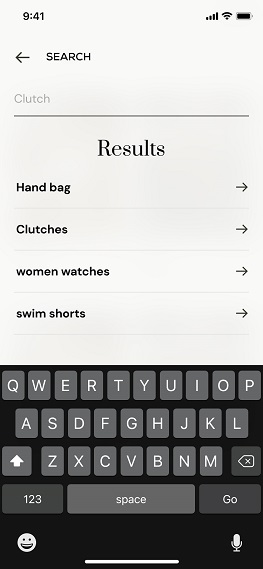 9:41
SEARCH
Clutch
Results
Hand bag
Clutches
women watches
swim shorts
Q W E R T Y U I O P
A S D F G H J K L
Z X C V B N M
123 space Go